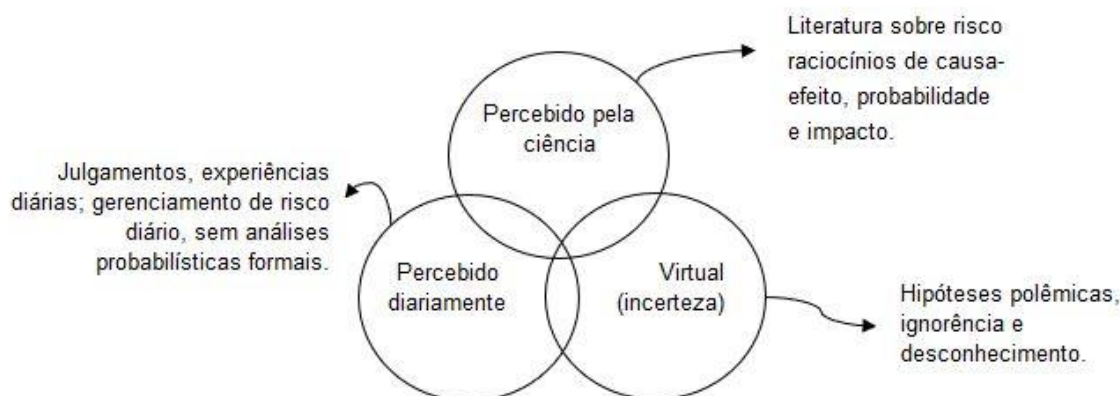 Literatura sobre risco
raciocínios de causa-
efeito, probabilidade
e impacto.
Percebido pela
ciência
Julgamentos, experiências
diárias; gerenciamento de risco
diário, sem análises
probabilísticas formais.
Percebido
diariamente
Virtual
(incerteza)
Hipóteses polêmicas,
ignorência e
desconhecimento.